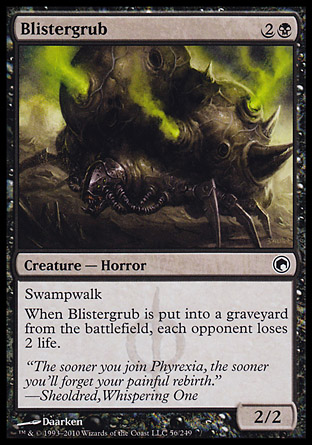 Blistergrub 2
Creature — Horror
Swampwalk
When Blistergrub is put into a graveyard
from the battlefield, each opponent loses
2 life.
"The sooner you join Phyrexia, the sooner
you'll forget your painful rebirth."
—Sheoldred,Whispering One
Daarken
™ & © 1993–2010 Wizards of the Coast LLC 56/249
2/2